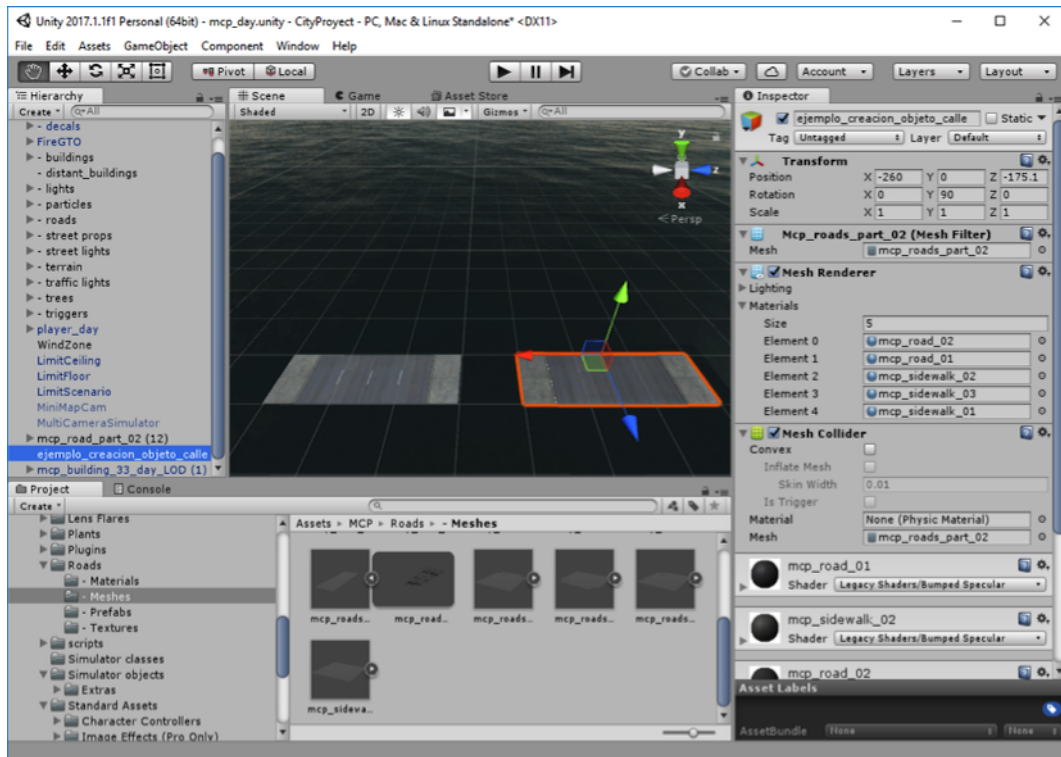 Unity 2017.1.1f1 Personal (64bit) - mcp_day.unity - CityProyect - PC, Mac & Linux Standalone* <DX11>
File Edit Assets GameObject Component Window Help
Pivot Local Collab Account Layers Layout
Hierarchy
Create All
- decals
FireGTO
- buildings
- distant_buildings
- lights
- particles
- roads
- street props
- street lights
- terrain
- traffic lights
- trees
- triggers
player_day
WindZone
LimitCeiling
LimitFloor
LimitScenario
MiniMapCam
MultiCameraSimulator
mcp_road_part_02 (12)
ejemplo_creacion_objeto_calle
mcp_building_33_day_LOD (1)
Scene Game Asset Store
Shaded 2D Gizmos All
y
z
x
Persp
Inspector
ejemplo_creacion_objeto_calle Static
Tag Untagged Layer Default
Transform
Position X -260 Y 0 Z -175.1
Rotation X 0 Y 90 Z 0
Scale X 1 Y 1 Z 1
Mcp_roads_part_02 (Mesh Filter)
Mesh mcp_roads_part_02
Mesh Renderer
Lighting
Materials
Size 5
Element 0 mcp_road_02
Element 1 mcp_road_01
Element 2 mcp_sidewalk_02
Element 3 mcp_sidewalk_03
Element 4 mcp_sidewalk_01
Mesh Collider
Convex
Inflate Mesh
Skin Width 0.01
Is Trigger
Material None (Physic Material)
Mesh mcp_roads_part_02
mcp_road_01
Shader Legacy Shaders/Bumped Specular
mcp_sidewalk_02
Shader Legacy Shaders/Bumped Specular
mcp_road_02
Asset Labels
AssetBundle None None
Project Console
Create
Lens Flares
Plants
Plugins
Roads
- Materials
- Meshes
- Prefabs
- Textures
scripts
Simulator classes
Simulator objects
Extras
Standard Assets
Character Controllers
Image Effects (Pro Only)
Assets MCP Roads - Meshes
mcp_roads... mcp_road... mcp_roads... mcp_roads... mcp_roads...
mcp_sidewa...